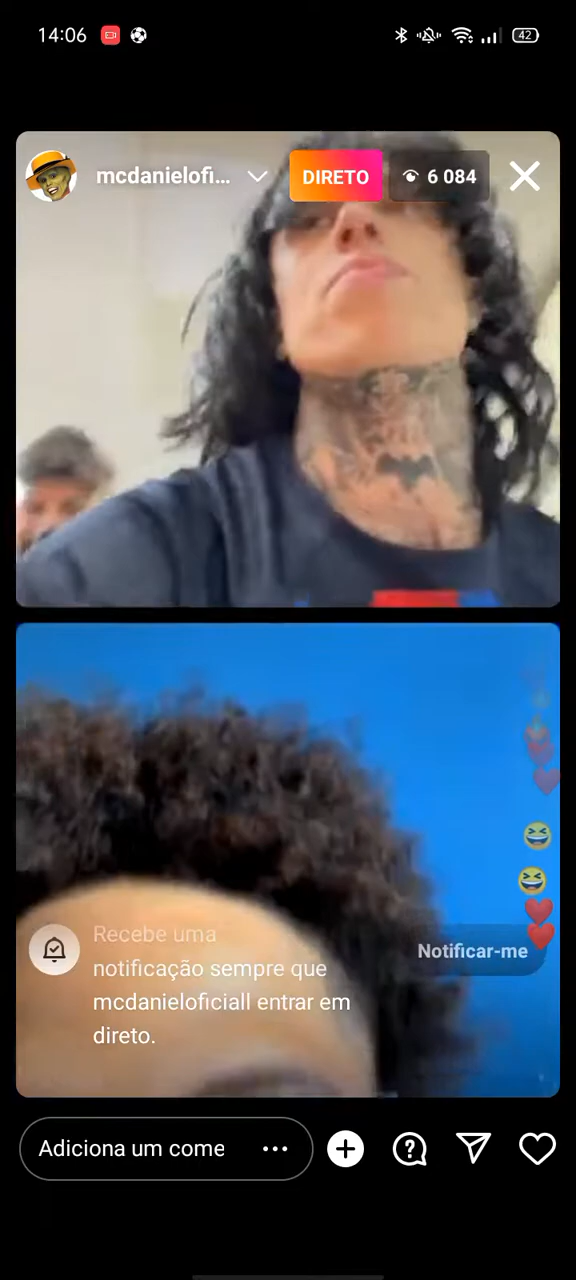 14:06
42
mcdanielofi...
DIRETO
6 084
Recebe uma
notificação sempre que
mcdanieloficiall entrar em
direto.
Notificar-me
Adiciona um come